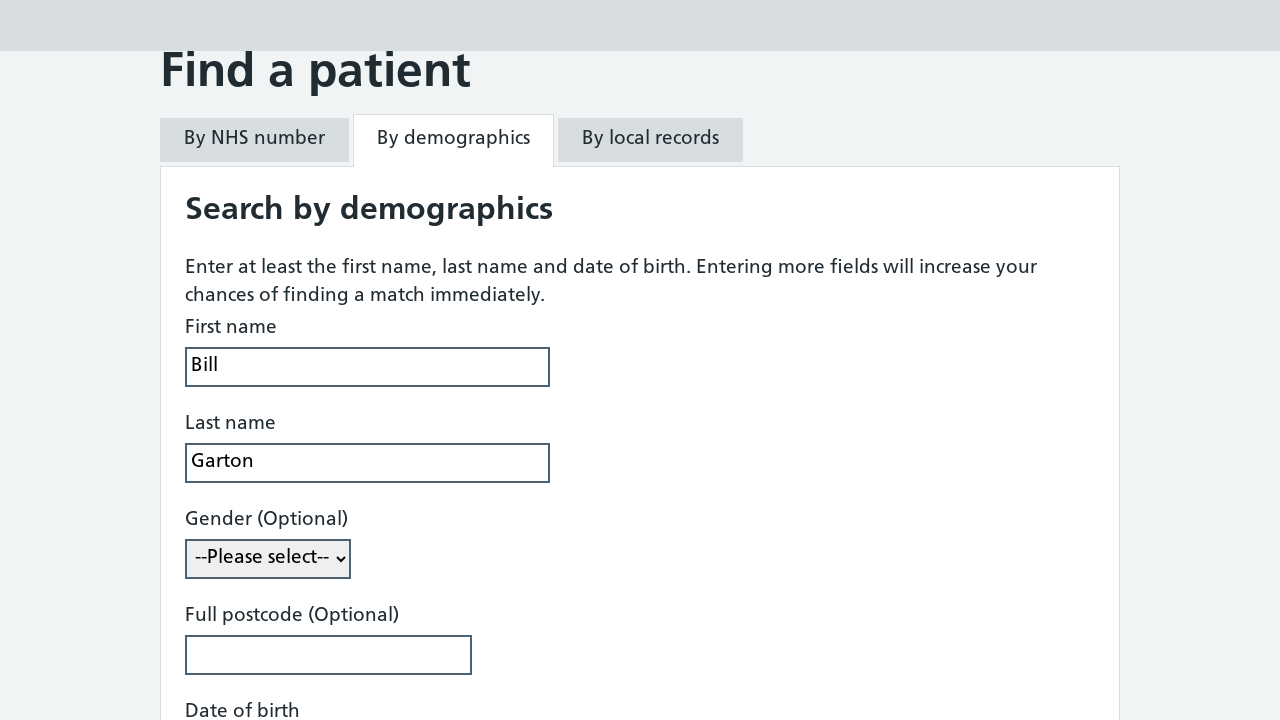 Find a patient
By NHS number
By demographics
By local records
Search by demographics
Enter at least the first name, last name and date of birth. Entering more fields will increase your
chances of finding a match immediately.
First name
Bill
Last name
Garton
Gender (Optional)
--Please select--
Full postcode (Optional)
Date of birth